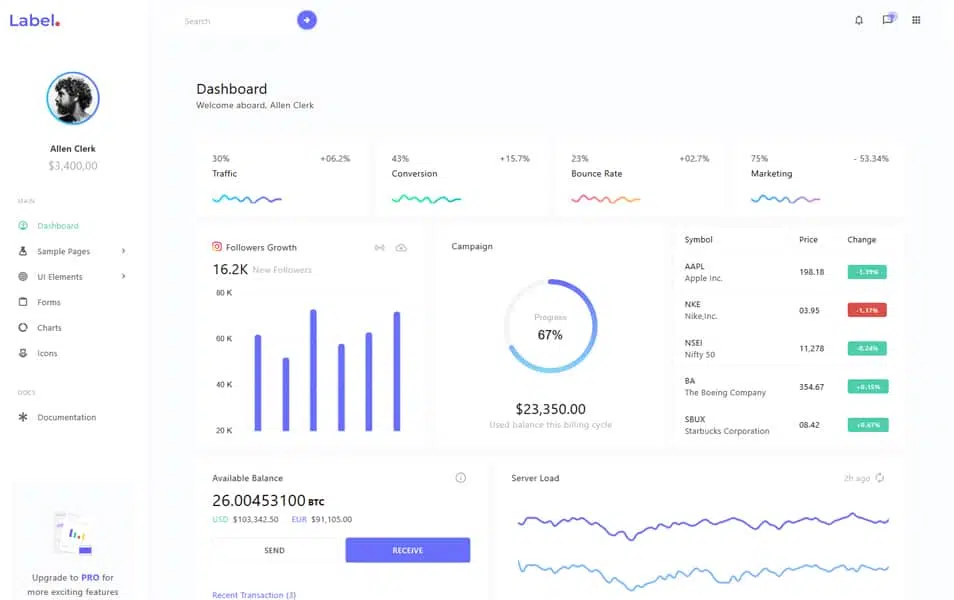 Label.
Search
Allen Clerk
$3,400,00
Dashboard
Sample Pages
UI Elements
Forms
Charts
Icons
DOCS
Documentation
Upgrade to PRO for
more exciting features
Dashboard
Welcome aboard, Allen Clerk
30% +06.2%
Traffic
43% +15.7%
Conversion
23% +02.7%
Bounce Rate
75% - 53.34%
Marketing
Followers Growth
16.2K New Followers
80 K
60 K
40 K
20 K
Campaign
Progress
67%
$23,350.00
Used balance this billing cycle
Symbol Price Change
AAPL
Apple Inc. 198.18 -1.39%
NKE
Nike,Inc. 03.95 -1.37%
NSEI
Nifty 50 11,278 -0.24%
BA
The Boeing Company 354.67 +0.15%
SBUX
Starbucks Corporation 08.42 +0.67%
Available Balance
26.00453100 BTC
USD $103,342.50 EUR $91,105.00
SEND RECEIVE
Recent Transaction (3)
Server Load 2h ago